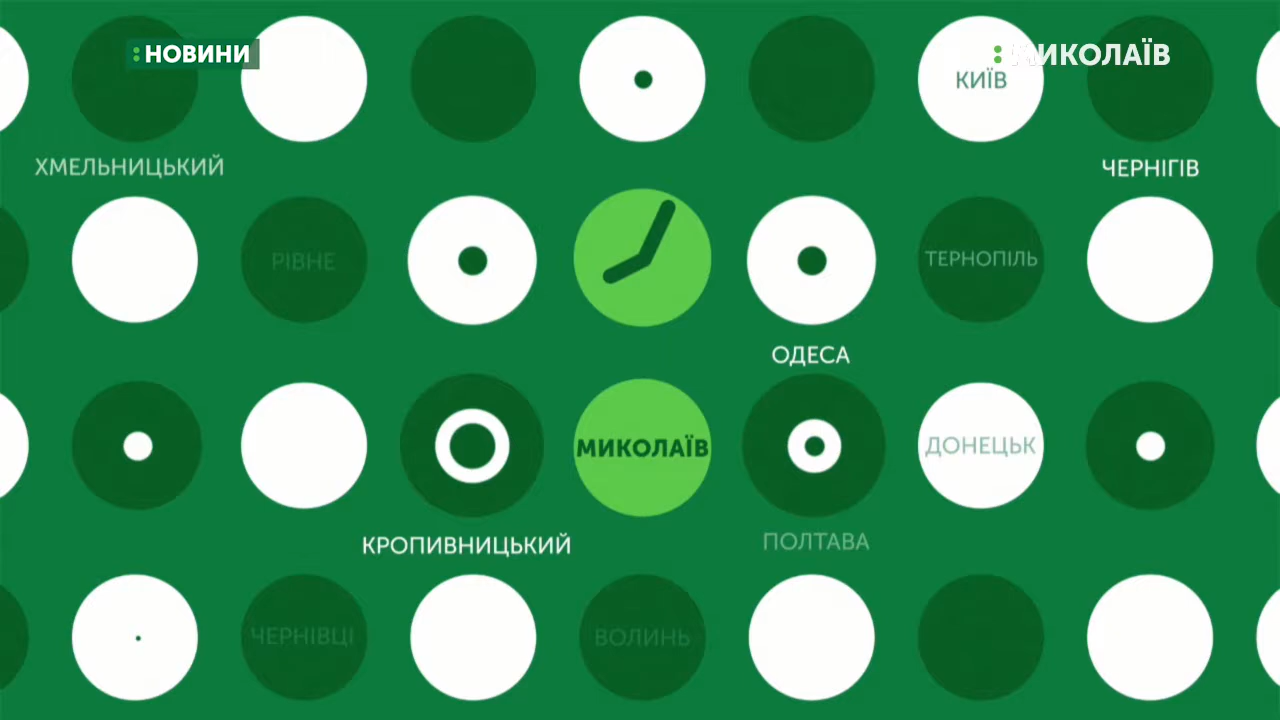 НОВИНИ
МИКОЛАЇВ
КИЇВ
ХМЕЛЬНИЦЬКИЙ
ЧЕРНІГІВ
РІВНЕ
ТЕРНОПІЛЬ
ОДЕСА
МИКОЛАЇВ
ДОНЕЦЬК
КРОПИВНИЦЬКИЙ
ПОЛТАВА
ЧЕРНІВЦІ
ВОЛИНЬ